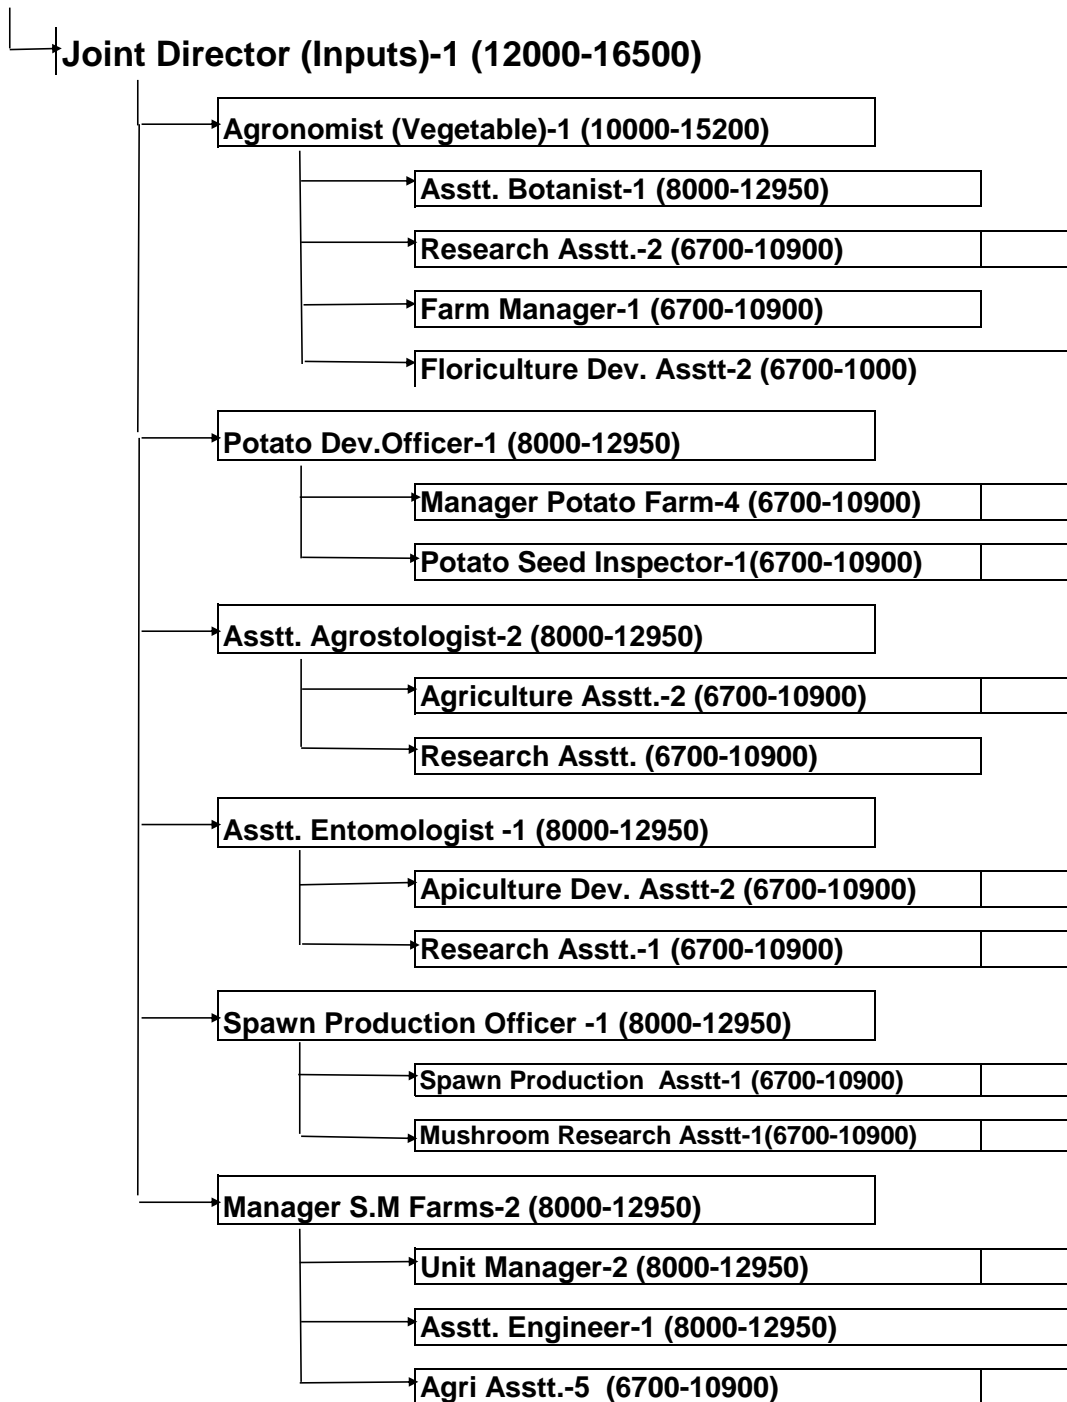 Joint Director (Inputs)-1 (12000-16500)
Agronomist (Vegetable)-1 (10000-15200)
Asstt. Botanist-1 (8000-12950)
Research Asstt.-2 (6700-10900)
Farm Manager-1 (6700-10900)
Floriculture Dev. Asstt-2 (6700-1000)
Potato Dev.Officer-1 (8000-12950)
Manager Potato Farm-4 (6700-10900)
Potato Seed Inspector-1(6700-10900)
Asstt. Agrostologist-2 (8000-12950)
Agriculture Asstt.-2 (6700-10900)
Research Asstt. (6700-10900)
Asstt. Entomologist -1 (8000-12950)
Apiculture Dev. Asstt-2 (6700-10900)
Research Asstt.-1 (6700-10900)
Spawn Production Officer -1 (8000-12950)
Spawn Production  Asstt-1 (6700-10900)
Mushroom Research Asstt-1(6700-10900)
Manager S.M Farms-2 (8000-12950)
Unit Manager-2 (8000-12950)
Asstt. Engineer-1 (8000-12950)
Agri Asstt.-5  (6700-10900)